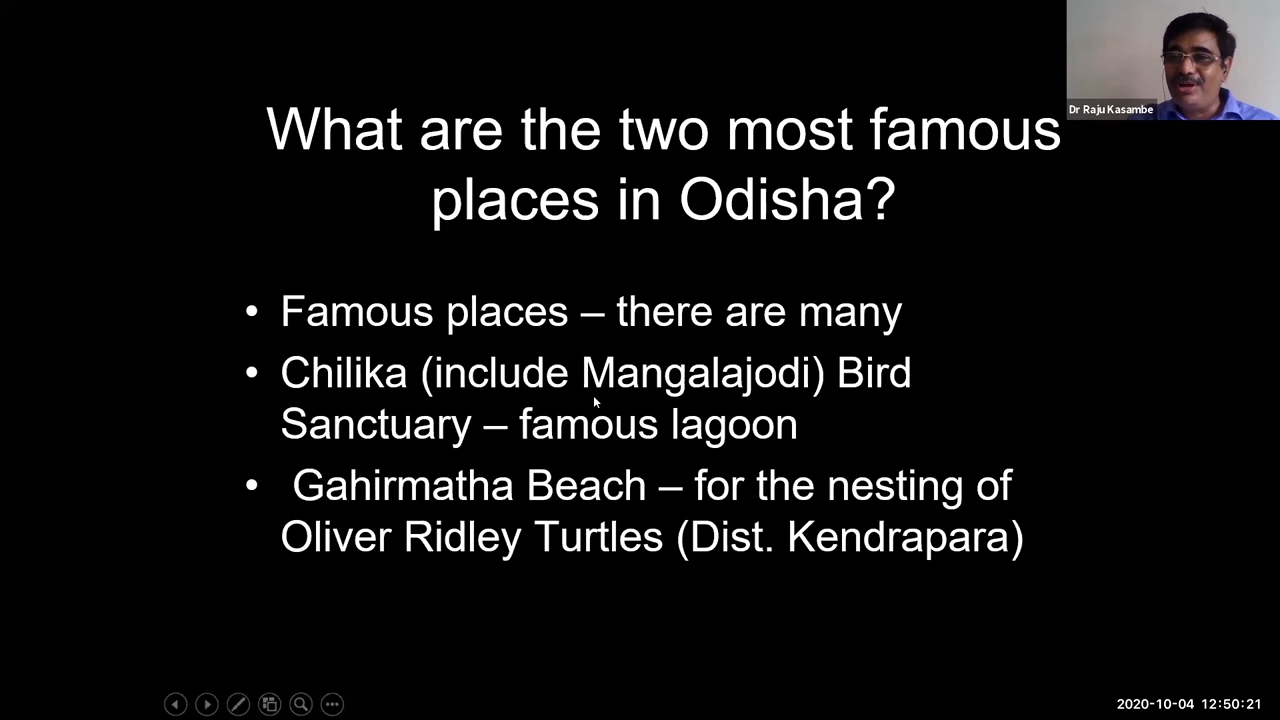 Dr Raju Kasambe
What are the two most famous
places in Odisha?
• Famous places – there are many
• Chilika (include Mangalajodi) Bird
Sanctuary – famous lagoon
• Gahirmatha Beach – for the nesting of
Oliver Ridley Turtles (Dist. Kendrapara)
2020-10-04 12:50:21